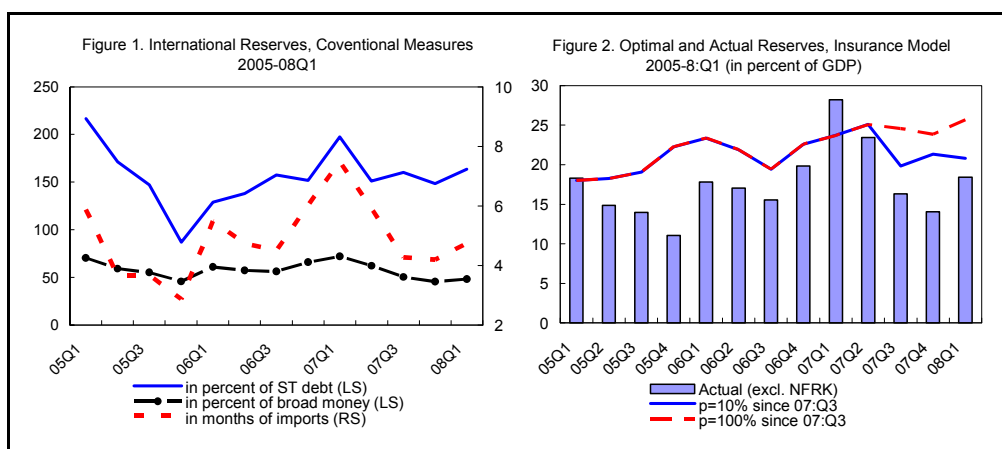 Figure 1. International Reserves, Coventional Measures
2005-08Q1
250
200
150
100
50
0
10
8
6
4
2
05Q1
05Q3
06Q1
06Q3
07Q1
07Q3
08Q1
in percent of ST debt (LS)
in percent of broad money (LS)
in months of imports (RS)
Figure 2. Optimal and Actual Reserves, Insurance Model
2005-8:Q1 (in percent of GDP)
30
25
20
15
10
5
0
05Q1
05Q2
05Q3
05Q4
06Q1
06Q2
06Q3
06Q4
07Q1
07Q2
07Q3
07Q4
08Q1
Actual (excl. NFRK)
p=10% since 07:Q3
p=100% since 07:Q3